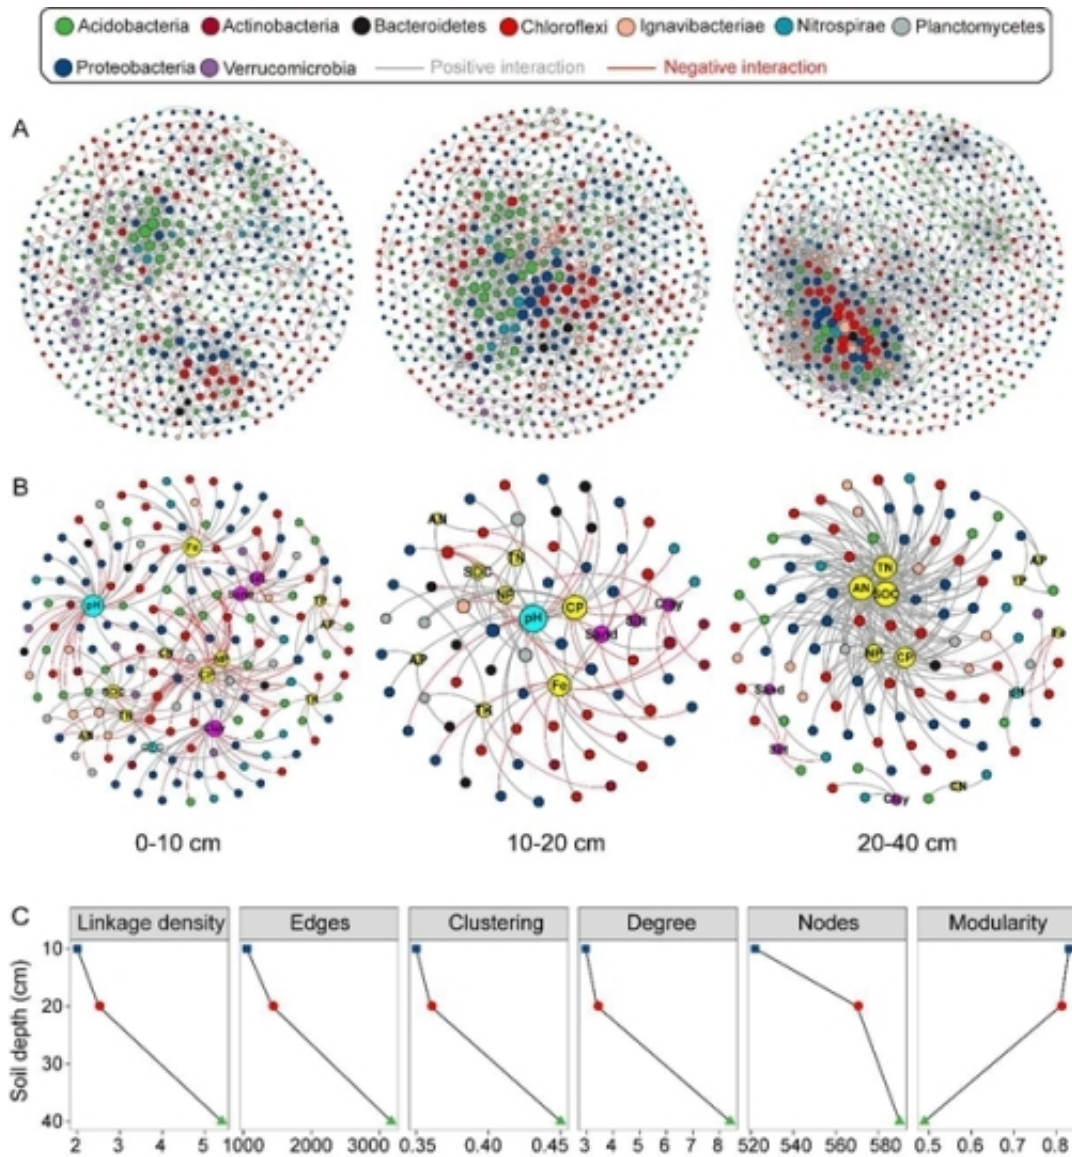 Acidobacteria Actinobacteria Bacteroidetes Chloroflexi Ignavibacteriae Nitrospirae Planctomycetes
Proteobacteria Verrucomicrobia Positive interaction Negative interaction
A
B
Fe
pH
TP
AP
CN
NP
CP
SOC
TN
AN
TK
AN
TN
SOC
NP
pH
CP
Clay
Silt
Sand
AP
Fe
TK
TN
AN
SOC
AP
TP
NP
CP
Fe
Sand
pH
Silt
CN
Clay
0-10 cm 10-20 cm 20-40 cm
C
Linkage density Edges Clustering Degree Nodes Modularity
Soil depth (cm)
10
20
30
40
2 3 4 5 1000 2000 3000 0.35 0.40 0.45 3 4 5 6 7 8 520 540 560 580 0.5 0.6 0.7 0.8